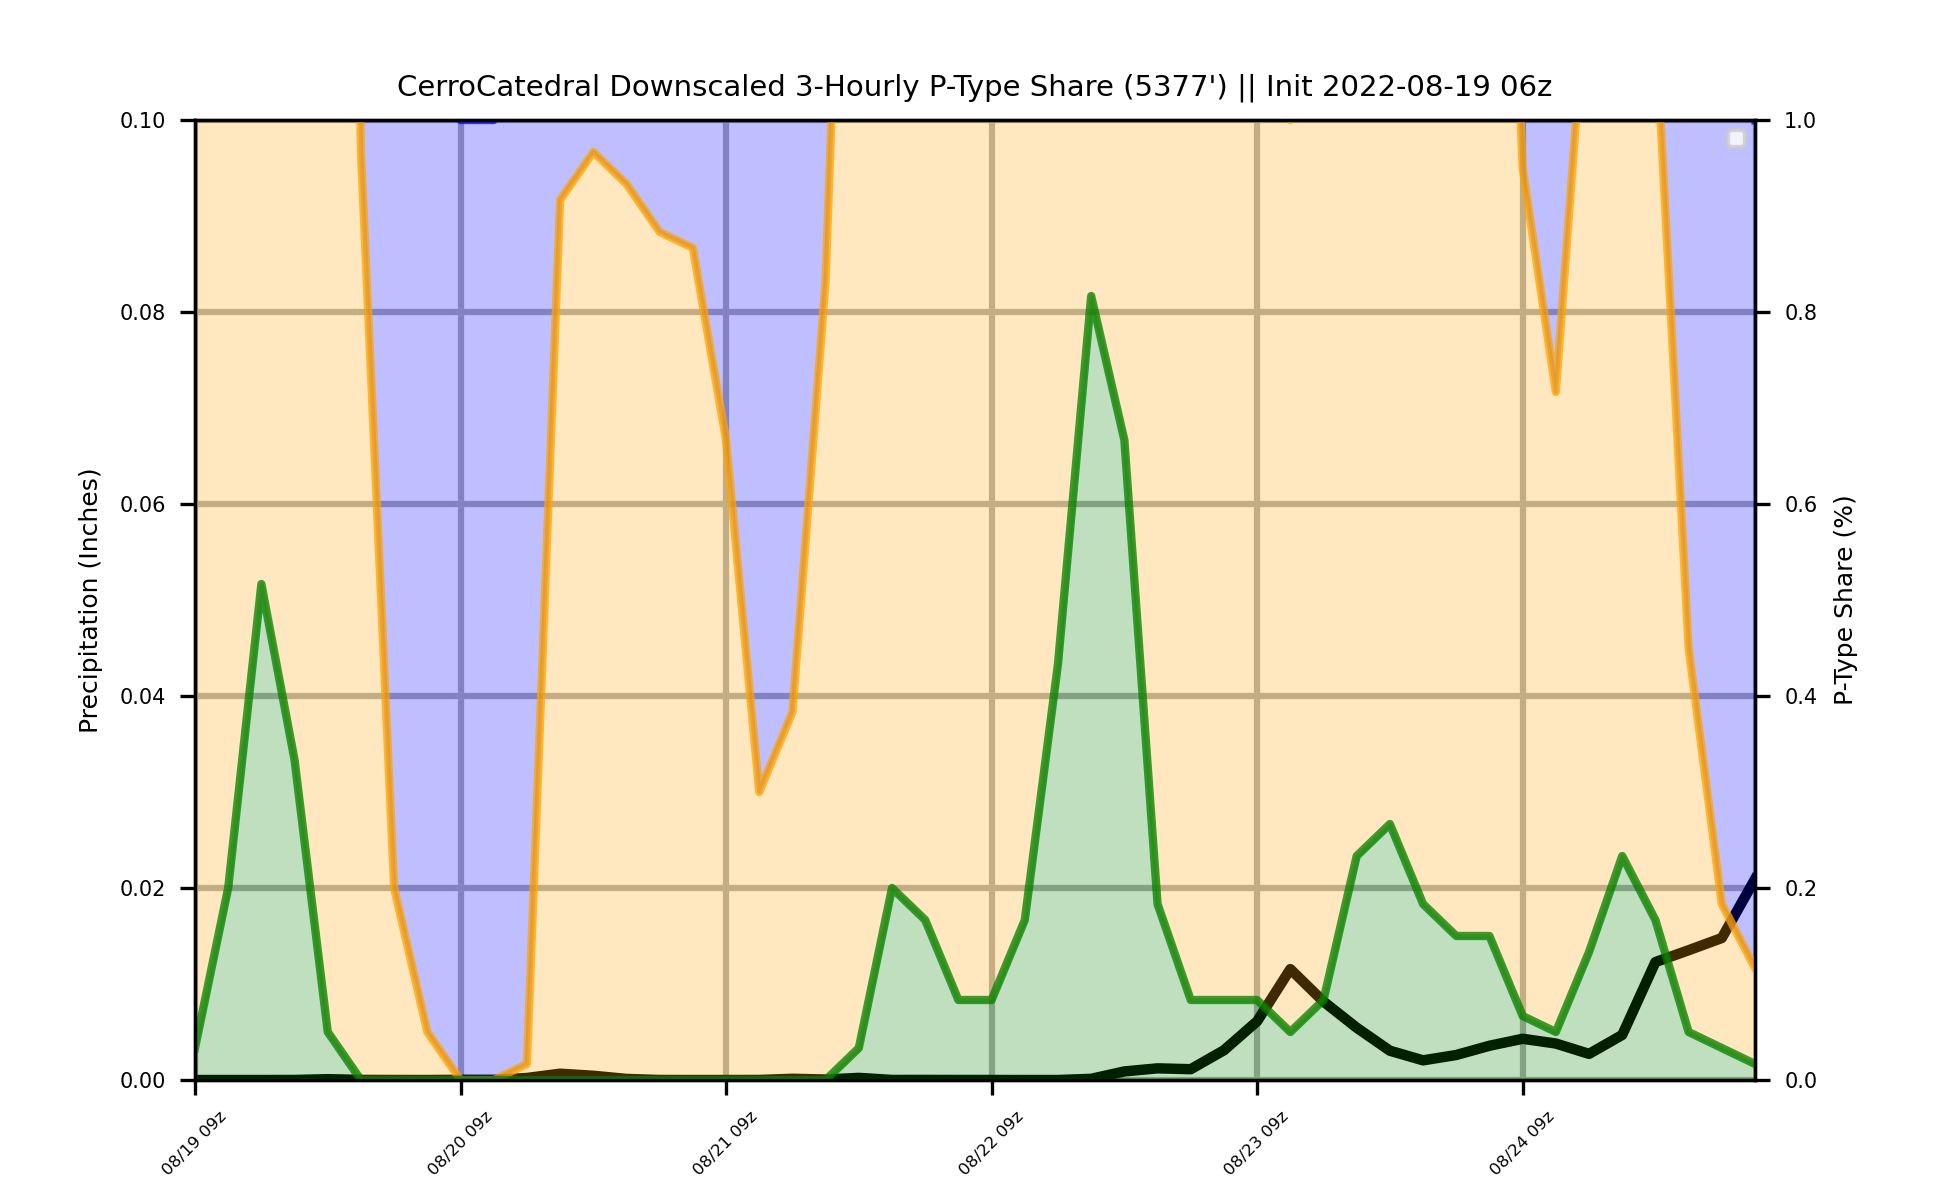 CerroCatedral Downscaled 3-Hourly P-Type Share (5377') || Init 2022-08-19 06z
0.10
0.08
0.06
0.04
0.02
0.00
Precipitation (Inches)
1.0
0.8
0.6
0.4
0.2
0.0
P-Type Share (%)
08/19 09z
08/20 09z
08/21 09z
08/22 09z
08/23 09z
08/24 09z